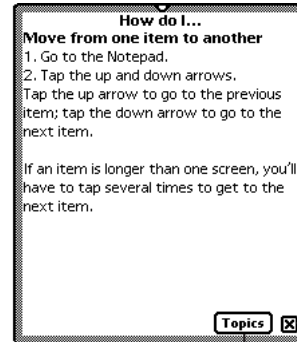 How do I...
Move from one item to another
1. Go to the Notepad.
2. Tap the up and down arrows.
Tap the up arrow to go to the previous
item; tap the down arrow to go to the
next item.
If an item is longer than one screen, you'll
have to tap several times to get to the
next item.
Topics